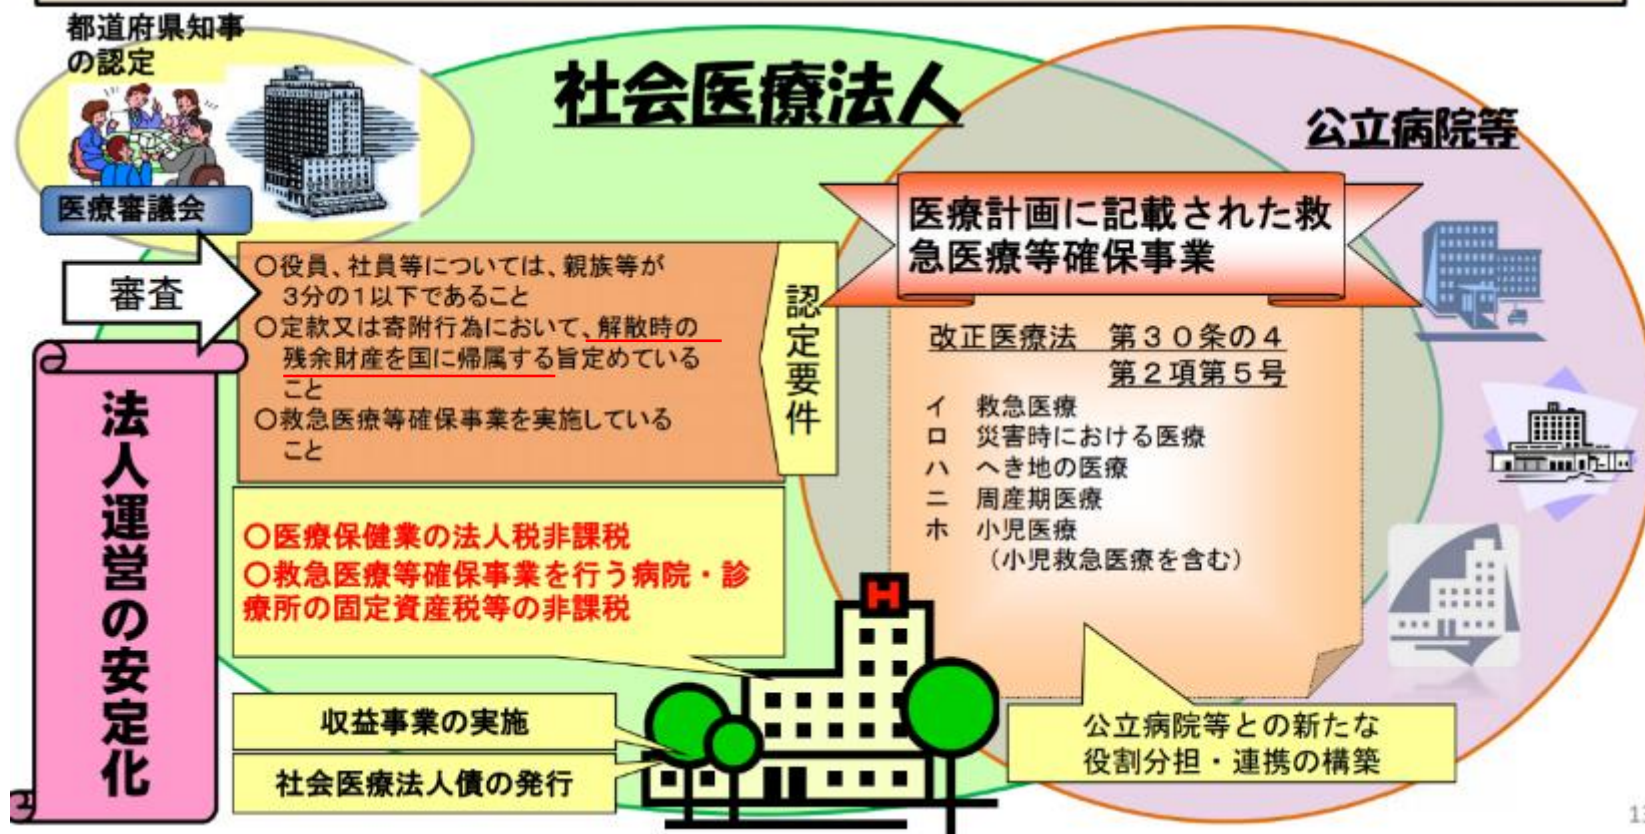 都道府県知事
の認定
医療審議会
審査
社会医療法人
公立病院等
〇役員、社員等については、親族等が
3分の1以下であること
〇定款又は寄附行為において、解散時の
残余財産を国に帰属する旨定めている
こと
〇救急医療等確保事業を実施している
こと
認定要件
医療計画に記載された救
急医療等確保事業
改正医療法 第30条の4
第2項第5号
イ 救急医療
ロ 災害時における医療
ハ へき地の医療
ニ 周産期医療
ホ 小児医療
(小児救急医療を含む)
法人運営の安定化
〇医療保健業の法人税非課税
〇救急医療等確保事業を行う病院・診
療所の固定資産税等の非課税
H
収益事業の実施
社会医療法人債の発行
公立病院等との新たな
役割分担・連携の構築